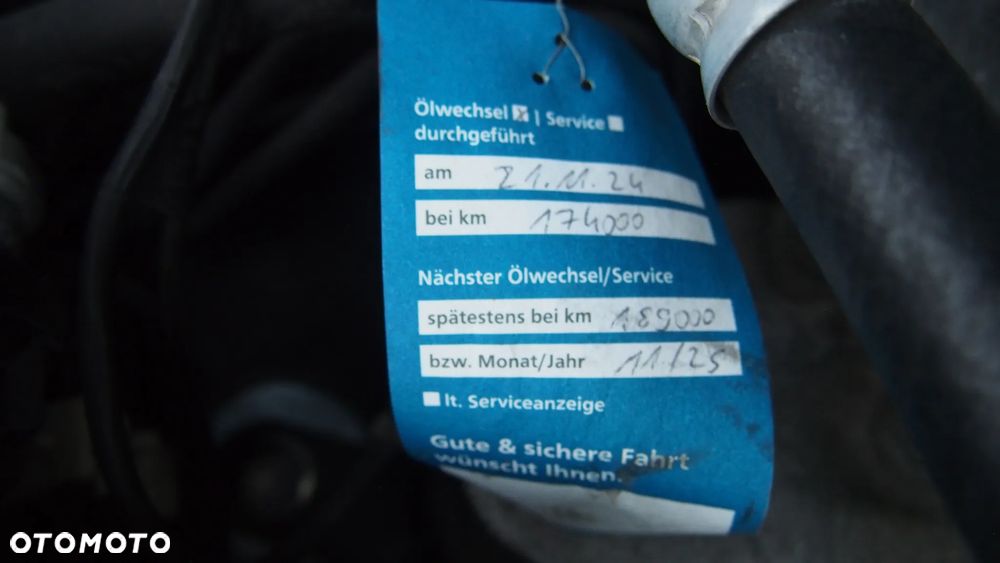 Ölwechsel ☒ | Service ☐
durchgeführt
am 21.11.24
bei km 174000
Nächster Ölwechsel/Service
spätestens bei km 189000
bzw. Monat/Jahr 11/25
☐ lt. Serviceanzeige
Gute & sichere Fahrt
wünscht Ihnen.
OTOMOTO